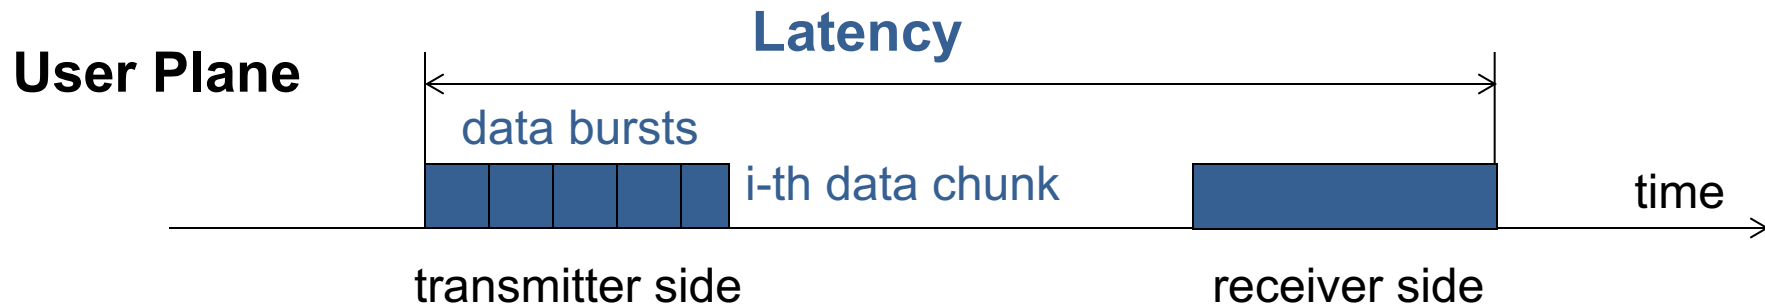 Latency
User Plane
data bursts
i-th data chunk
time
transmitter side
receiver side